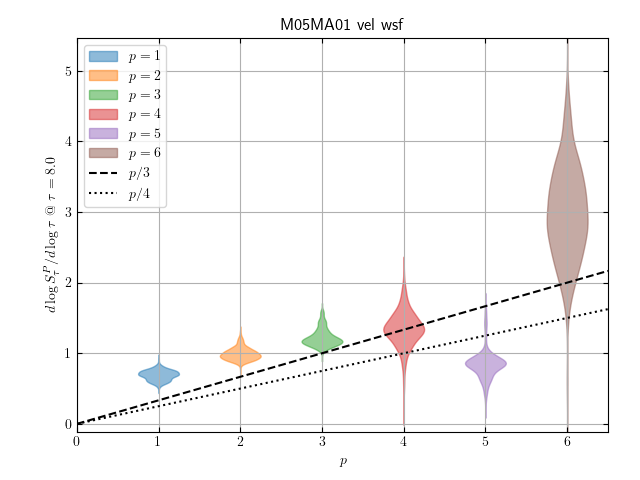 M05MA01 vel wsf
p = 1
p = 2
p = 3
p = 4
p = 5
p = 6
p/3
p/4
d log S_τ^P / d log τ @ τ = 8.0
5
4
3
2
1
0
0 1 2 3 4 5 6
p